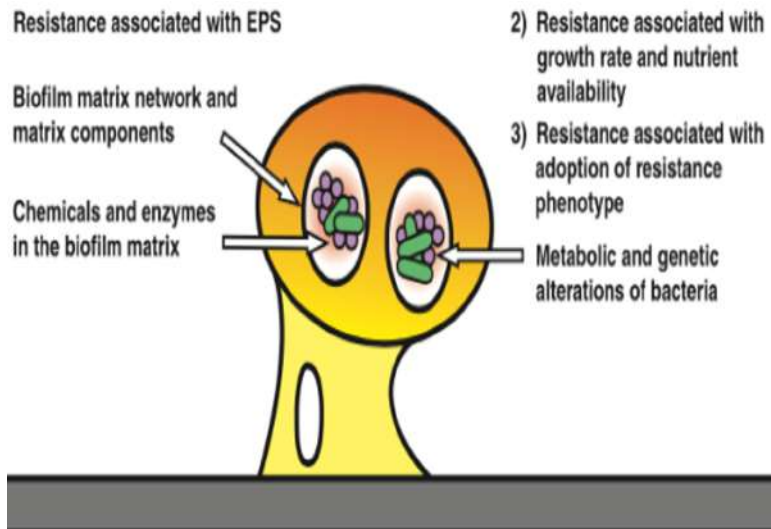 Resistance associated with EPS
Biofilm matrix network and
matrix components
Chemicals and enzymes
in the biofilm matrix
2) Resistance associated with
growth rate and nutrient
availability
3) Resistance associated with
adoption of resistance
phenotype
Metabolic and genetic
alterations of bacteria